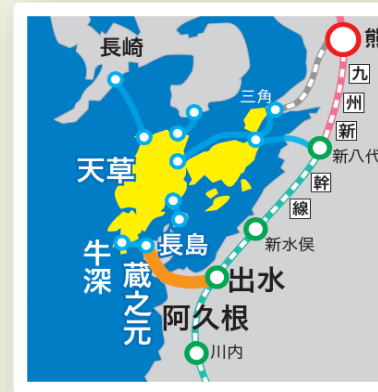 長崎
熊
三角
九州新幹線
新八代
天草
新水俣
長島
牛深
蔵之元
出水
阿久根
川内